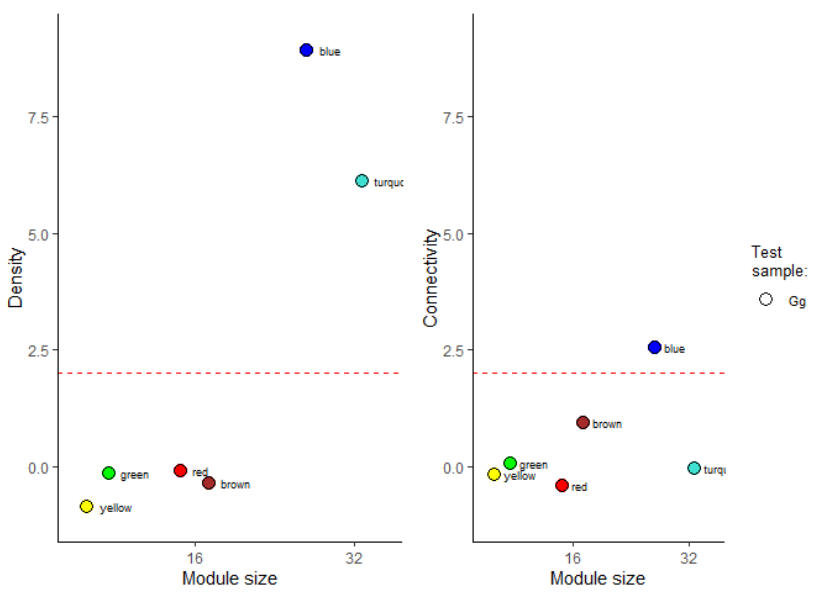 Density
7.5
5.0
2.5
0.0
blue
turquc
green
red
brown
yellow
16
32
Module size
Connectivity
7.5
5.0
2.5
0.0
blue
brown
green
yellow
red
turqu
16
32
Module size
Test
sample:
Gg